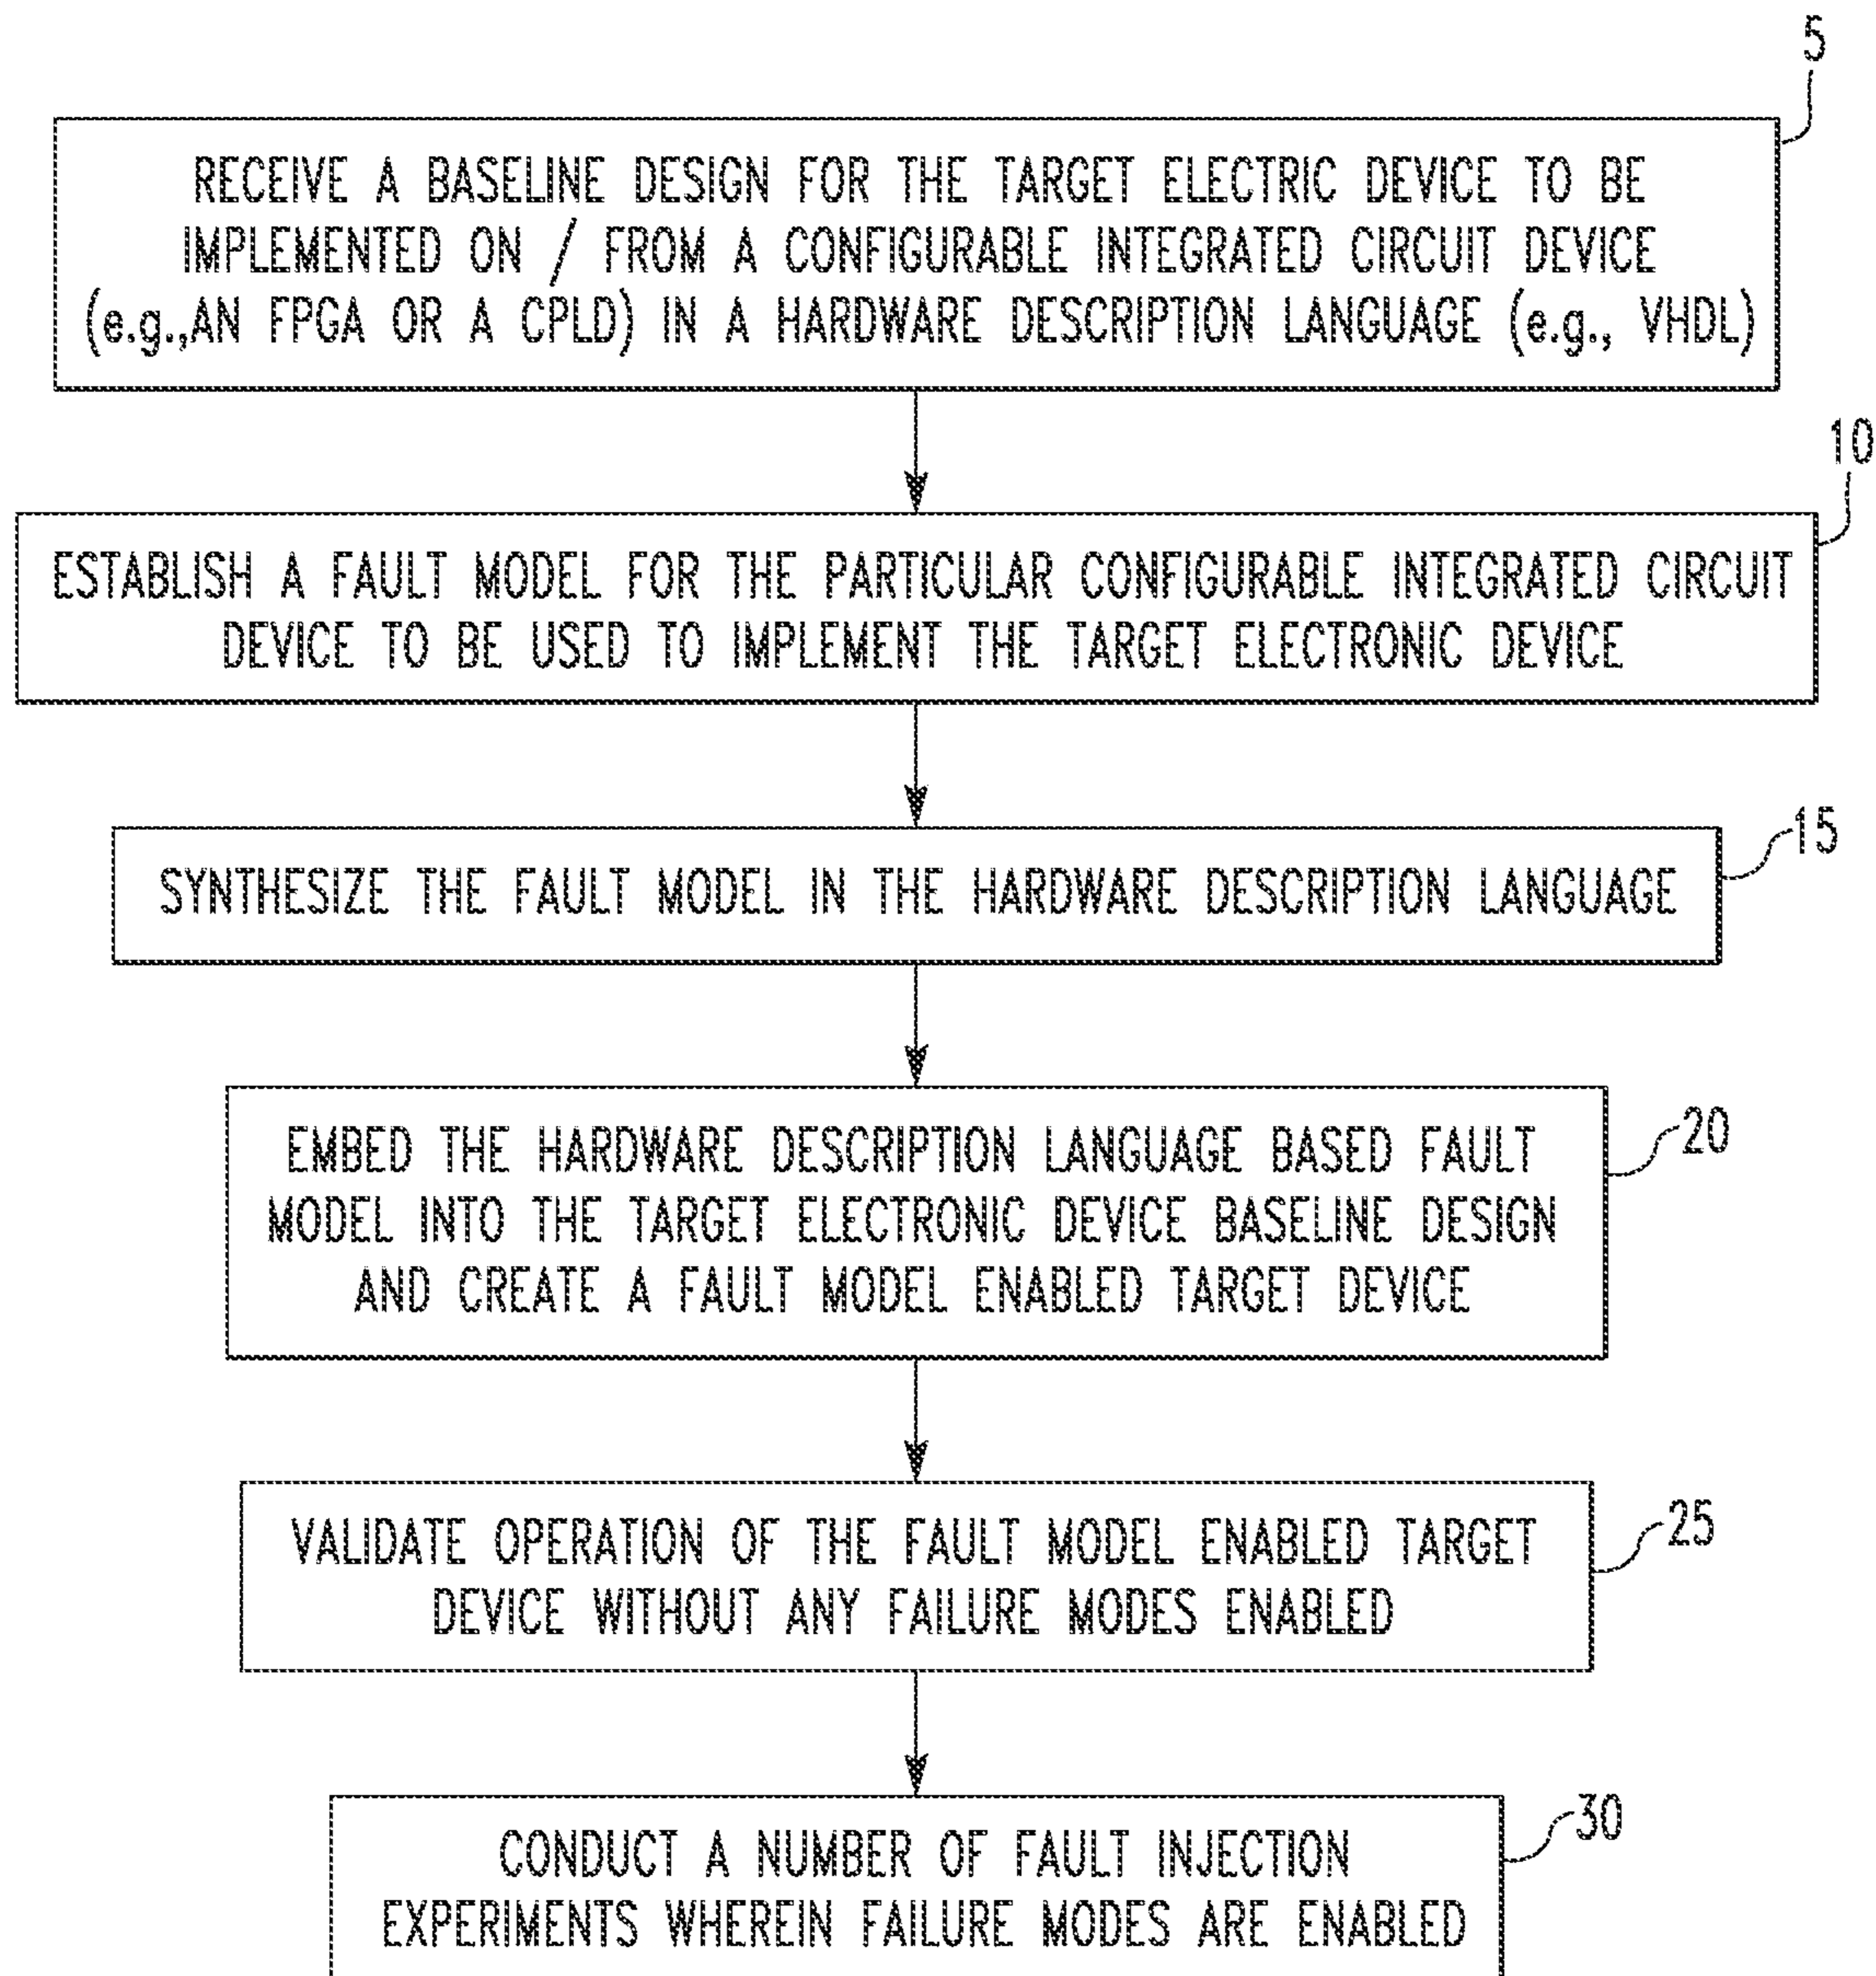 5
RECEIVE A BASELINE DESIGN FOR THE TARGET ELECTRIC DEVICE TO BE
IMPLEMENTED ON / FROM A CONFIGURABLE INTEGRATED CIRCUIT DEVICE
(e.g.,AN FPGA OR A CPLD) IN A HARDWARE DESCRIPTION LANGUAGE (e.g., VHDL)
10
ESTABLISH A FAULT MODEL FOR THE PARTICULAR CONFIGURABLE INTEGRATED CIRCUIT
DEVICE TO BE USED TO IMPLEMENT THE TARGET ELECTRONIC DEVICE
15
SYNTHESIZE THE FAULT MODEL IN THE HARDWARE DESCRIPTION LANGUAGE
20
EMBED THE HARDWARE DESCRIPTION LANGUAGE BASED FAULT
MODEL INTO THE TARGET ELECTRONIC DEVICE BASELINE DESIGN
AND CREATE A FAULT MODEL ENABLED TARGET DEVICE
25
VALIDATE OPERATION OF THE FAULT MODEL ENABLED TARGET
DEVICE WITHOUT ANY FAILURE MODES ENABLED
30
CONDUCT A NUMBER OF FAULT INJECTION
EXPERIMENTS WHEREIN FAILURE MODES ARE ENABLED